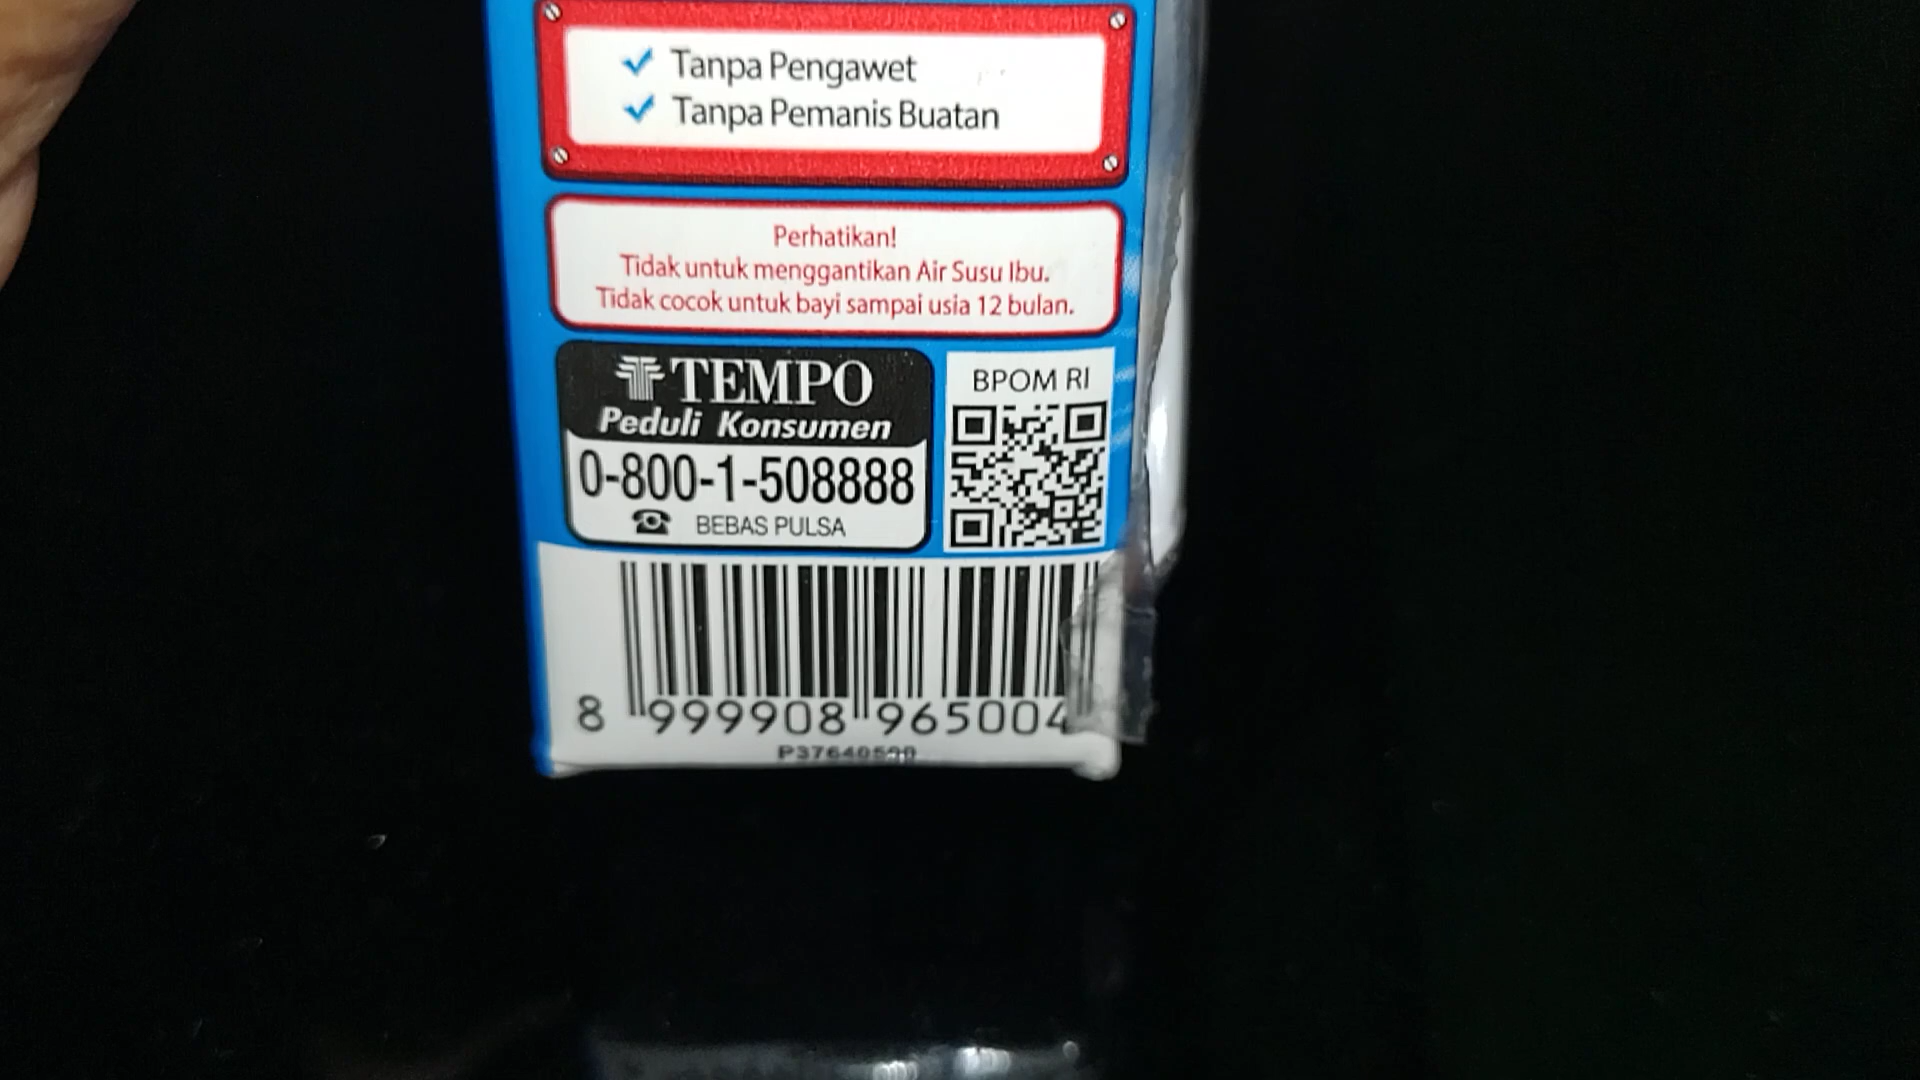 Tanpa Pengawet
Tanpa Pemanis Buatan
Perhatikan!
Tidak untuk menggantikan Air Susu Ibu.
Tidak cocok untuk bayi sampai usia 12 bulan.
TEMPO
Peduli Konsumen
0-800-1-508888
BEBAS PULSA
BPOM RI
8 999908 965004